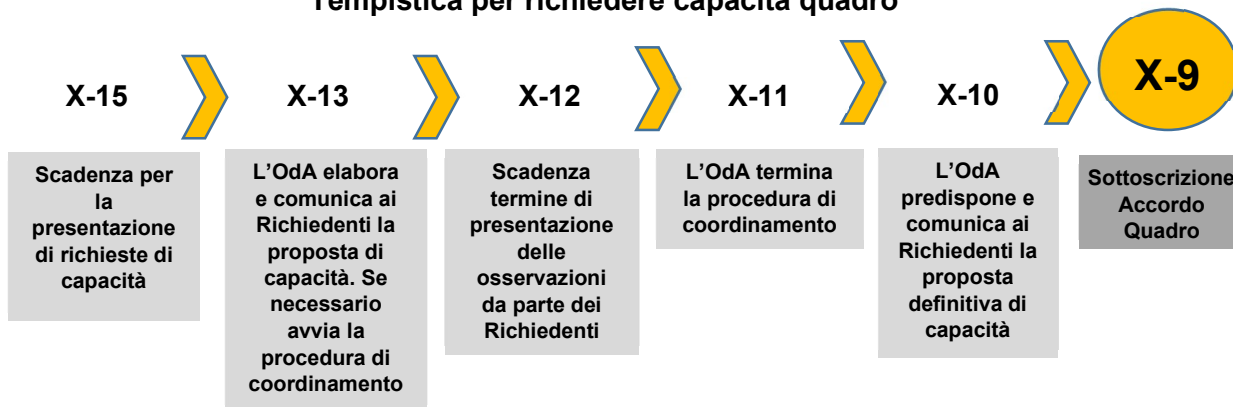 Tempistica per richiedere capacità quadro
X-15
X-13
X-12
X-11
X-10
X-9
Scadenza per
la
presentazione
di richieste di
capacità
L'OdA elabora
e comunica ai
Richiedenti la
proposta di
capacità. Se
necessario
avvia la
procedura di
coordinamento
Scadenza
termine di
presentazione
delle
osservazioni
da parte dei
Richiedenti
L'OdA termina
la procedura di
coordinamento
L'OdA
predispone e
comunica ai
Richiedenti la
proposta
definitiva di
capacità
Sottoscrizione
Accordo
Quadro